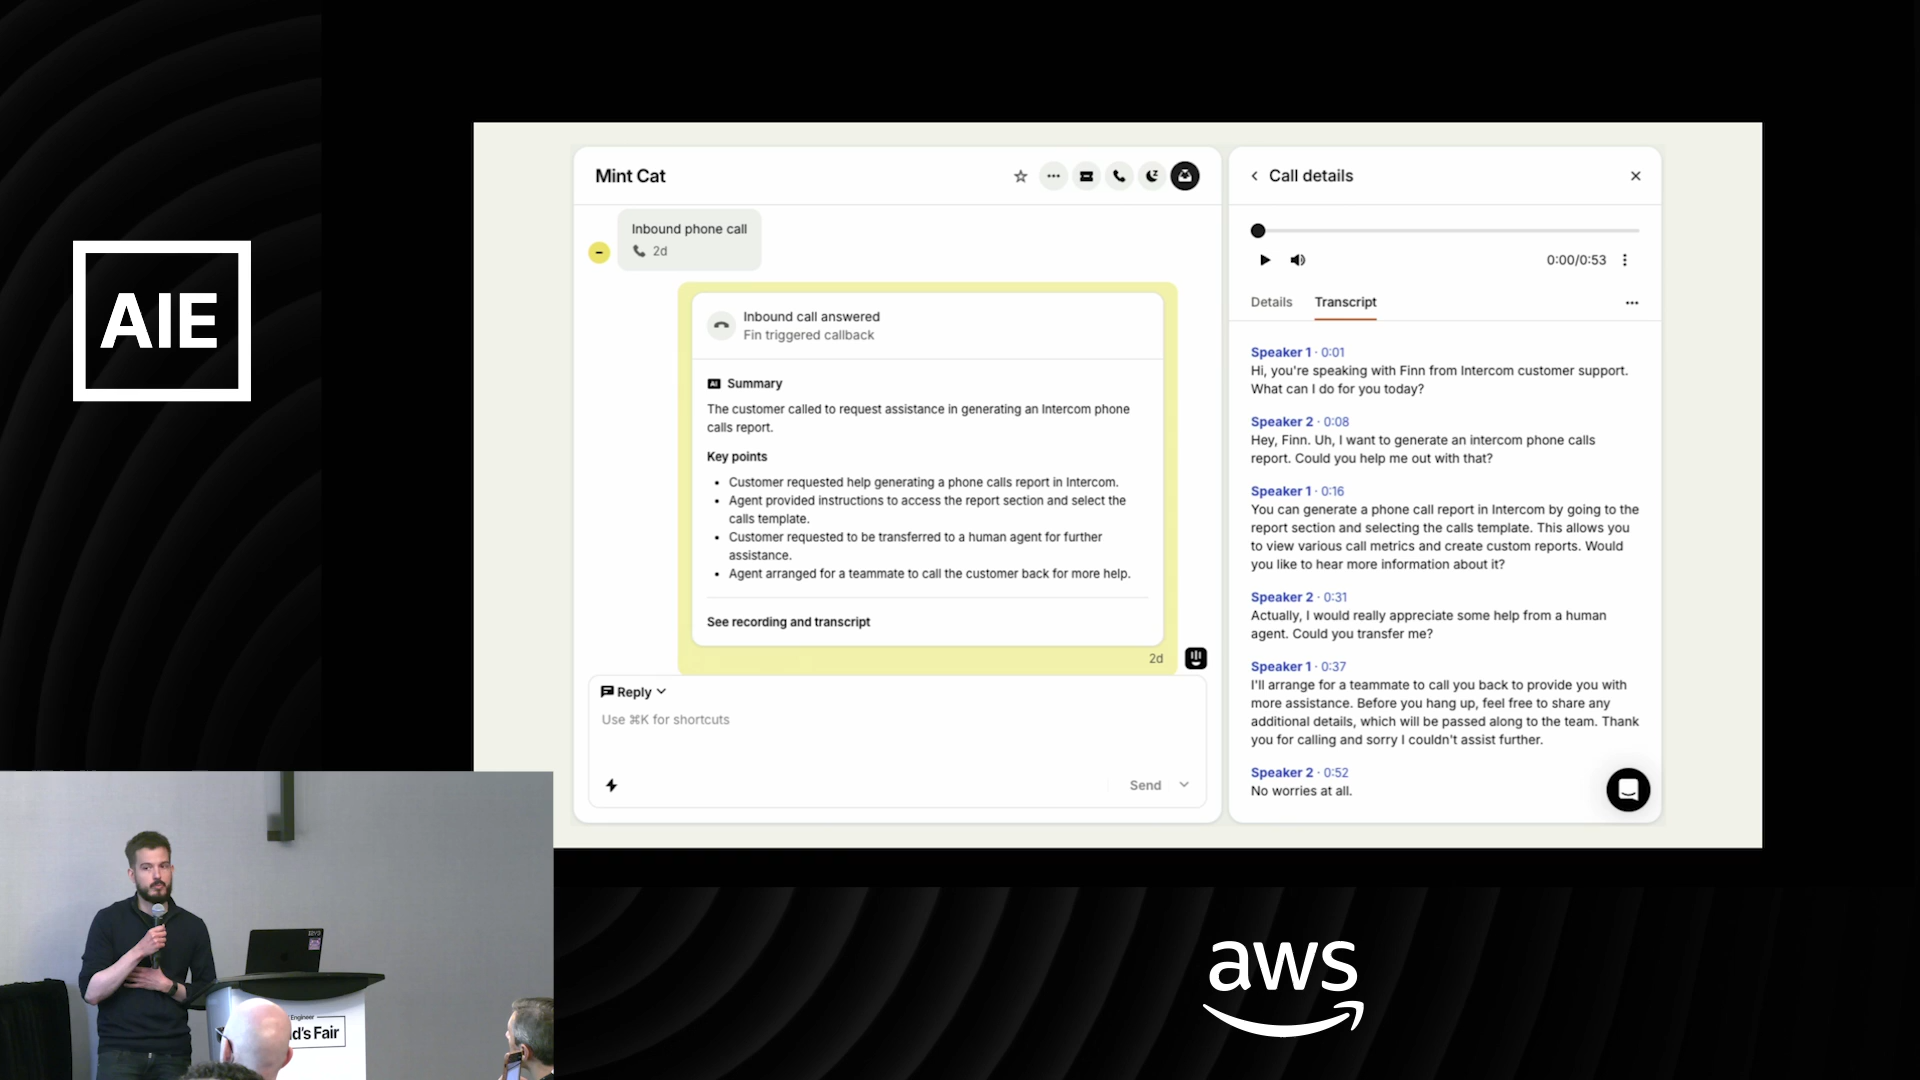 AIE
Mint Cat
Inbound phone call
2d
Inbound call answered
Fin triggered callback
AI Summary
The customer called to request assistance in generating an Intercom phone
calls report.
Key points
• Customer requested help generating a phone calls report in Intercom.
• Agent provided instructions to access the report section and select the
calls template.
• Customer requested to be transferred to a human agent for further
assistance.
• Agent arranged for a teammate to call the customer back for more help.
See recording and transcript
2d
Reply
Use ⌘K for shortcuts
Send
Call details
0:00/0:53
Details Transcript
Speaker 1 · 0:01
Hi, you're speaking with Finn from Intercom customer support.
What can I do for you today?
Speaker 2 · 0:08
Hey, Finn. Uh, I want to generate an intercom phone calls
report. Could you help me out with that?
Speaker 1 · 0:16
You can generate a phone call report in Intercom by going to the
report section and selecting the calls template. This allows you
to view various call metrics and create custom reports. Would
you like to hear more information about it?
Speaker 2 · 0:31
Actually, I would really appreciate some help from a human
agent. Could you transfer me?
Speaker 1 · 0:37
I'll arrange for a teammate to call you back to provide you with
more assistance. Before you hang up, feel free to share any
additional details, which will be passed along to the team. Thank
you for calling and sorry I couldn't assist further.
Speaker 2 · 0:52
No worries at all.
Engineer
d's Fair
aws